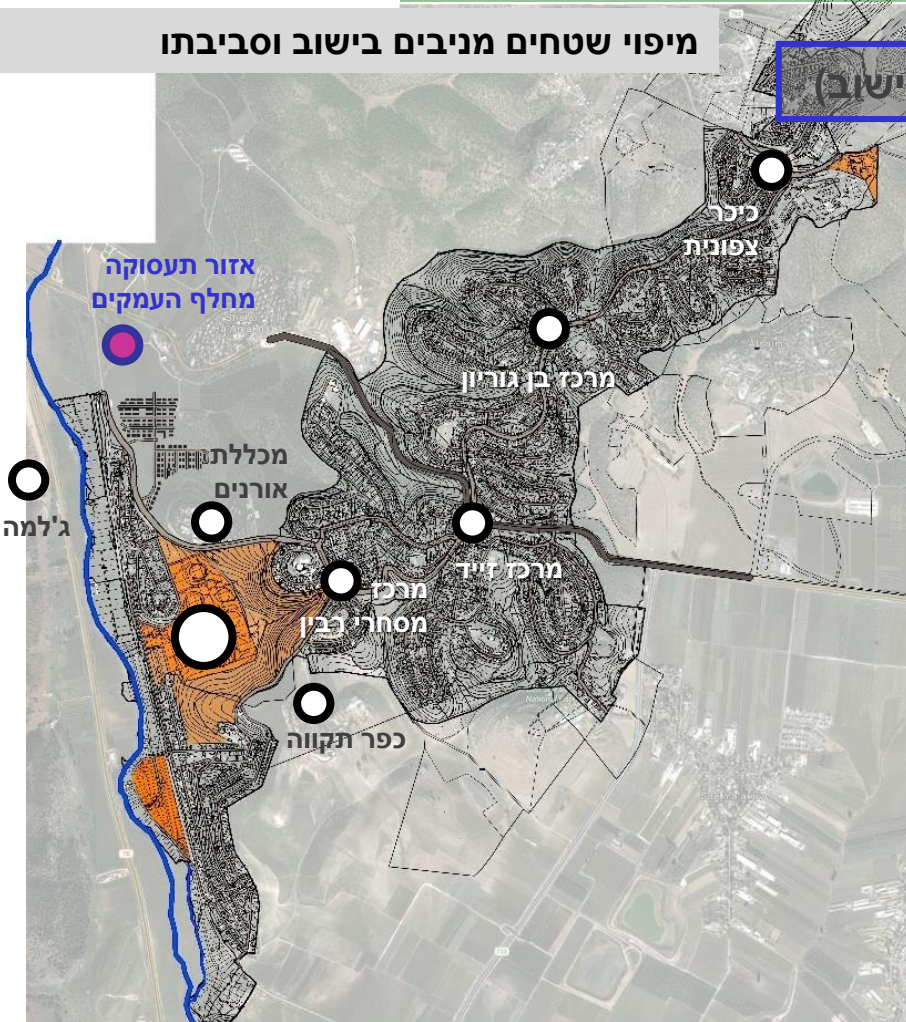 מיפוי שטחים מניבים בישוב וסביבתו
ישוב)
כיכר
צפונית
אזור תעסוקה
מחלף העמקים
מרכז בן גוריון
מכללת
אורנים
ג'למה
מרכז זייד
מרכז
מסחרי רבין
כפר תקווה